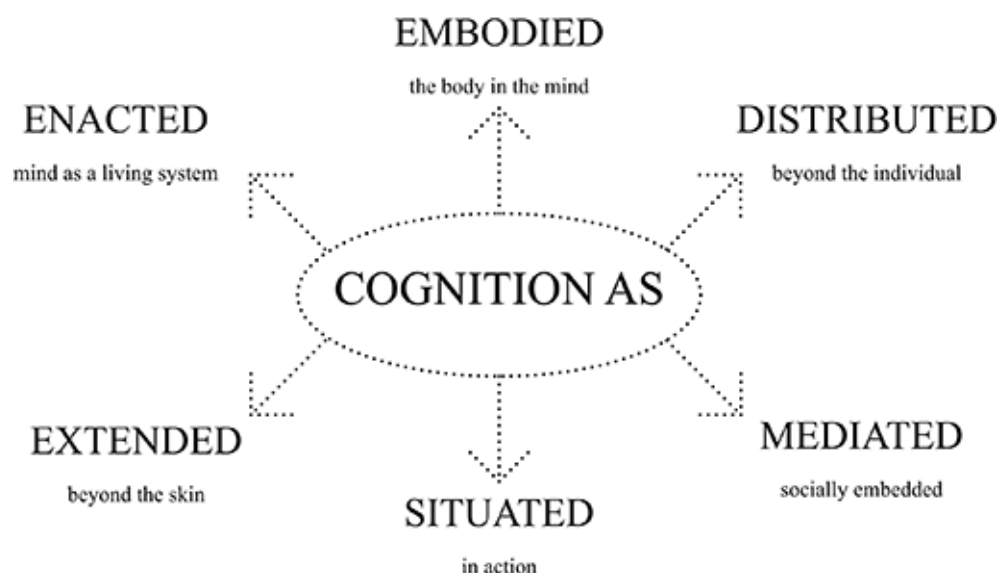 EMBODIED
the body in the mind
ENACTED
mind as a living system
DISTRIBUTED
beyond the individual
COGNITION AS
EXTENDED
beyond the skin
MEDIATED
socially embedded
SITUATED
in action